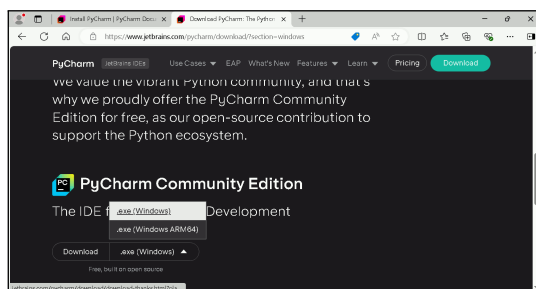 Install PyCharm | PyCharm Docu
Download PyCharm: The Python
https://www.jetbrains.com/pycharm/download/?section=windows
PyCharm JetBrains IDEs Use Cases EAP What's New Features Learn Pricing Download
We value the vibrant Python community, and that's
why we proudly offer the PyCharm Community
Edition for free, as our open-source contribution to
support the Python ecosystem.
PC PyCharm Community Edition
The IDE f Development
.exe (Windows)
.exe (Windows ARM64)
Download .exe (Windows)
Free, built on open source